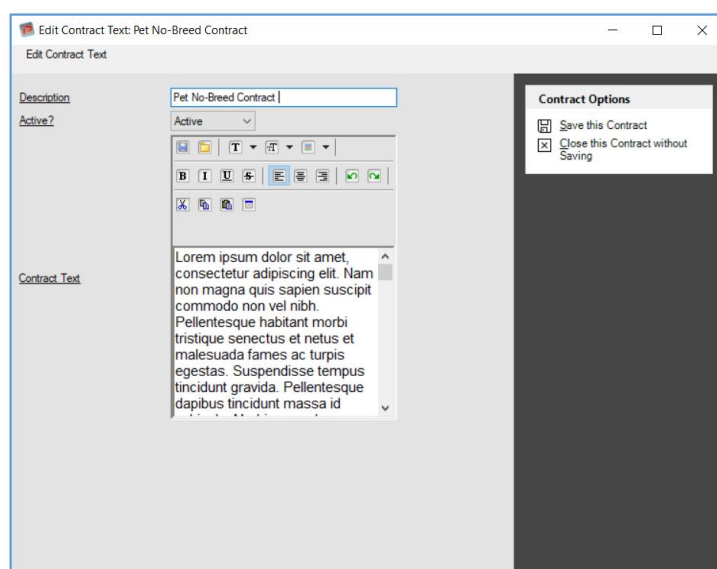 Edit Contract Text: Pet No-Breed Contract
Edit Contract Text
Description
Pet No-Breed Contract
Active?
Active
T
T
B I U S
Contract Text
Lorem ipsum dolor sit amet,
consectetur adipiscing elit. Nam
non magna quis sapien suscipit
commodo non vel nibh.
Pellentesque habitant morbi
tristique senectus et netus et
malesuada fames ac turpis
egestas. Suspendisse tempus
tincidunt gravida. Pellentesque
dapibus tincidunt massa id
Contract Options
Save this Contract
Close this Contract without
Saving